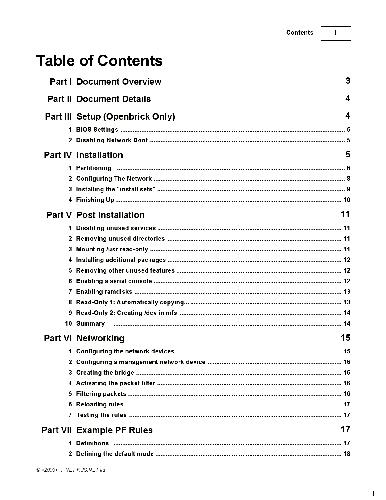 Contents I
Table of Contents
Part I Document Overview 3
Part II Document Details 4
Part III Setup (Openbrick Only) 4
1 BIOS Settings 5
2 Disabling Network Boot 5
Part IV Installation 5
1 Partitioning 6
2 Configuring The Network 8
3 Installing the "install sets" 9
4 Finishing Up 10
Part V Post Installation 11
1 Disabling unused services 11
2 Removing unused directories 11
3 Mounting /usr read-only 11
4 Installing additional packages 12
5 Removing other unused features 12
6 Enabling a serial console 12
7 Enabling ramdisks 13
8 Read-Only 1: Automatically copying... 13
9 Read-Only 2: Creating /dev in mfs 14
10 Summary 14
Part VI Networking 15
1 Configuring the network devices 15
2 Configuring a management network device 16
3 Creating the bridge 16
4 Activating the packet filter 16
5 Filtering packets 16
6 Reloading rules 17
7 Testing the rules 17
Part VII Example PF Rules 17
1 Definitions 17
2 Defining the default mode 18